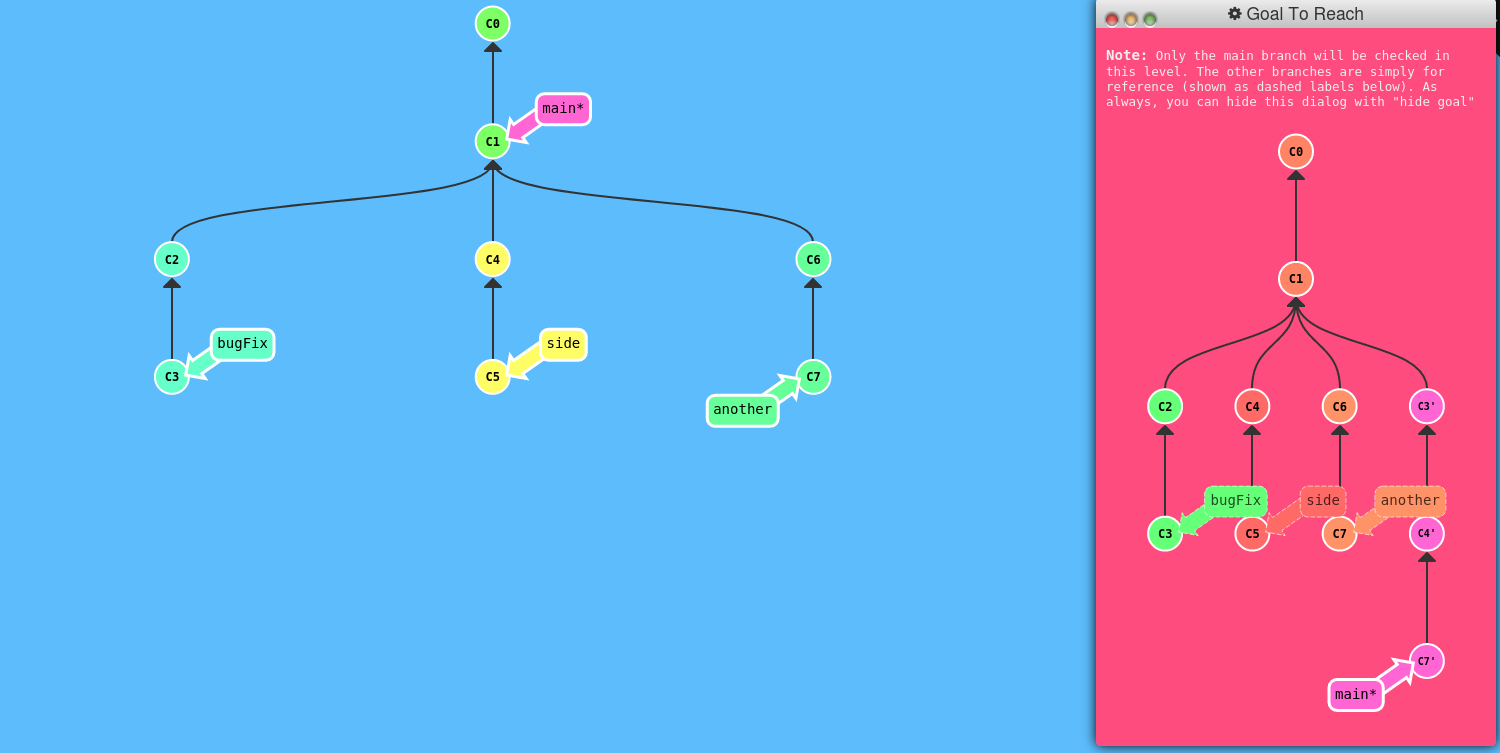 C0
main*
C1
C2
C4
C6
bugFix
side
C3
C5
C7
another
Goal To Reach
Note: Only the main branch will be checked in
this level. The other branches are simply for
reference (shown as dashed labels below). As
always, you can hide this dialog with "hide goal"
C0
C1
C2
C4
C6
C3'
bugFix
side
another
C3
C5
C7
C4'
C7'
main*